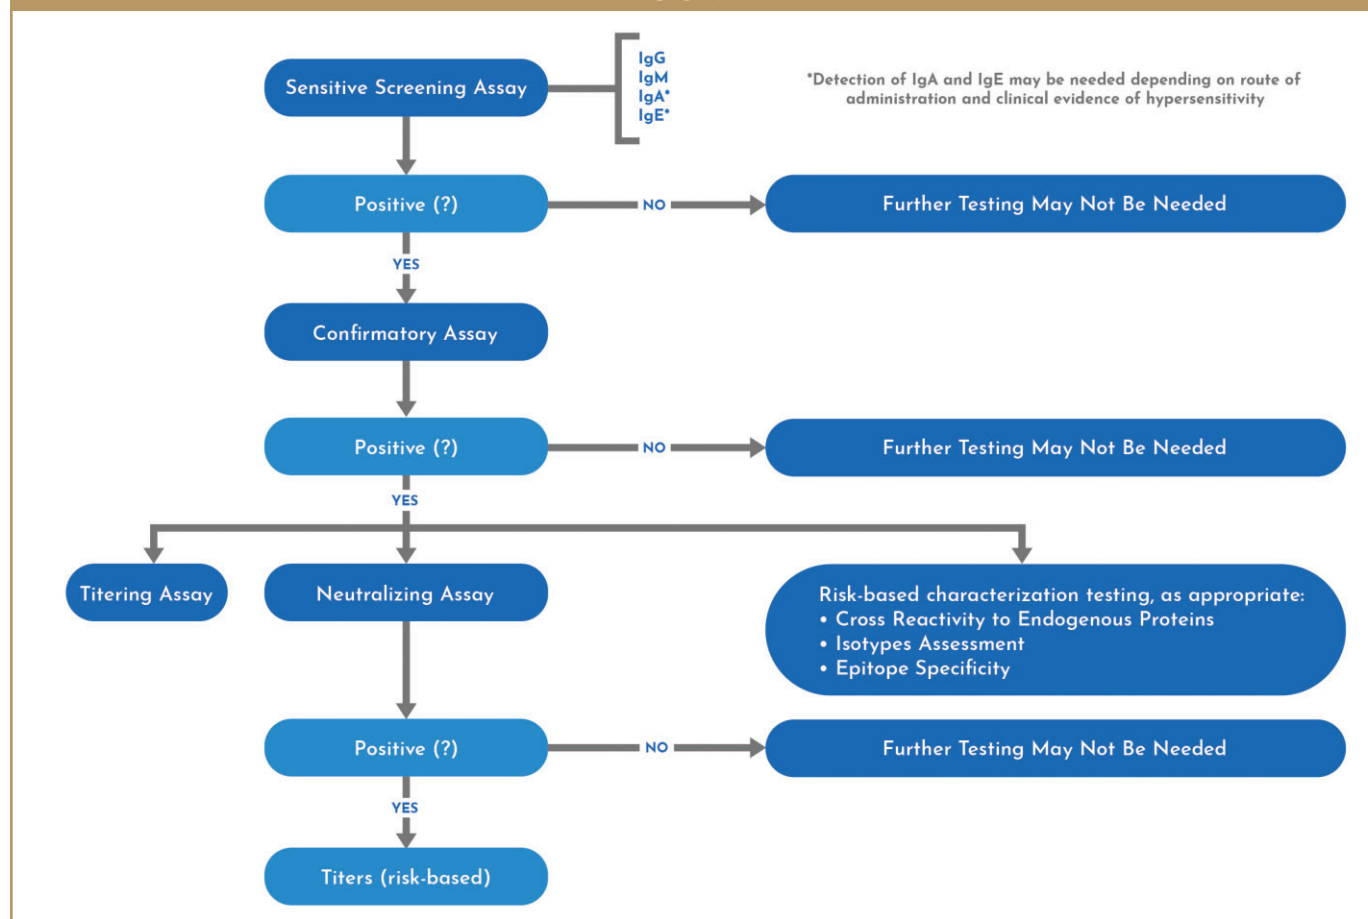 Sensitive Screening Assay
IgG
IgM
IgA*
IgE*
*Detection of IgA and IgE may be needed depending on route of
administration and clinical evidence of hypersensitivity
Positive (?)
NO
Further Testing May Not Be Needed
YES
Confirmatory Assay
Positive (?)
NO
Further Testing May Not Be Needed
YES
Titering Assay
Neutralizing Assay
Risk-based characterization testing, as appropriate:
• Cross Reactivity to Endogenous Proteins
• Isotypes Assessment
• Epitope Specificity
Positive (?)
NO
Further Testing May Not Be Needed
YES
Titers (risk-based)